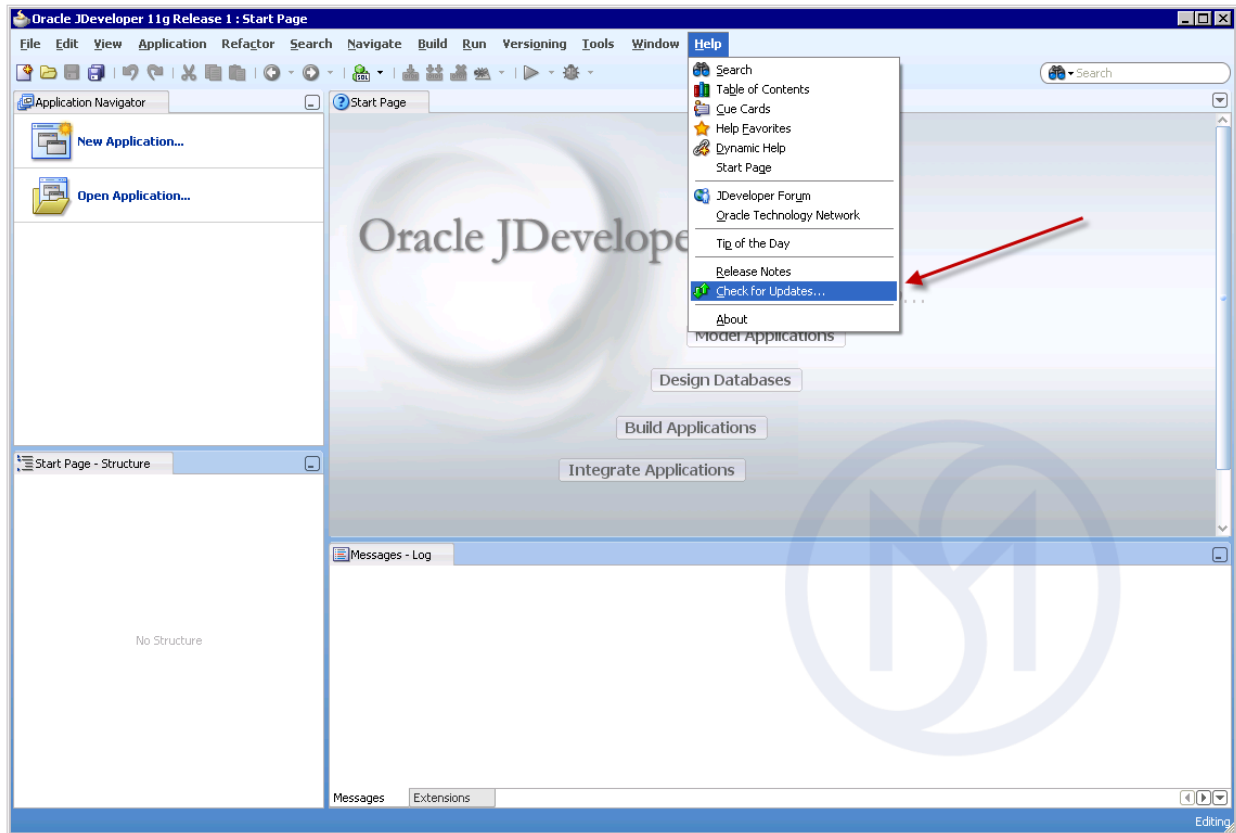 Oracle JDeveloper 11g Release 1 : Start Page
File Edit View Application Refactor Search Navigate Build Run Versioning Tools Window Help
Search
Application Navigator
New Application...
Open Application...
Start Page
Oracle JDevelope
Search
Table of Contents
Cue Cards
Help Favorites
Dynamic Help
Start Page
JDeveloper Forum
Oracle Technology Network
Tip of the Day
Release Notes
Check for Updates...
About
Model Applications
Design Databases
Build Applications
Integrate Applications
Start Page - Structure
No Structure
Messages - Log
Messages Extensions
Editing